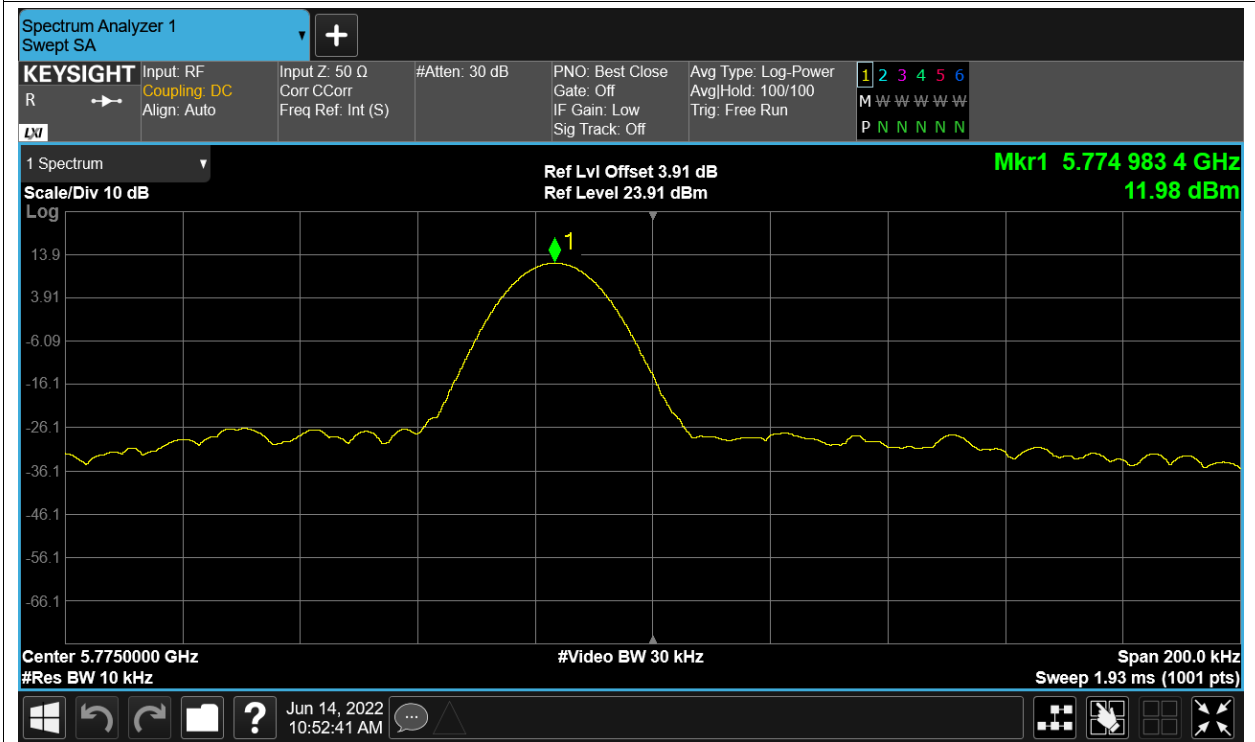 Spectrum Analyzer 1
Swept SA
+
KEYSIGHT
R
LXI
Input: RF
Coupling: DC
Align: Auto
Input Z: 50 Ω
Corr CCorr
Freq Ref: Int (S)
#Atten: 30 dB
PNO: Best Close
Gate: Off
IF Gain: Low
Sig Track: Off
Avg Type: Log-Power
Avg|Hold: 100/100
Trig: Free Run
1 2 3 4 5 6
M W W W W W
P N N N N N
1 Spectrum
Scale/Div 10 dB
Log
Ref Lvl Offset 3.91 dB
Ref Level 23.91 dBm
Mkr1 5.774 983 4 GHz
11.98 dBm
1
13.9
3.91
-6.09
-16.1
-26.1
-36.1
-46.1
-56.1
-66.1
Center 5.7750000 GHz
#Res BW 10 kHz
#Video BW 30 kHz
Span 200.0 kHz
Sweep 1.93 ms (1001 pts)
?
Jun 14, 2022
10:52:41 AM